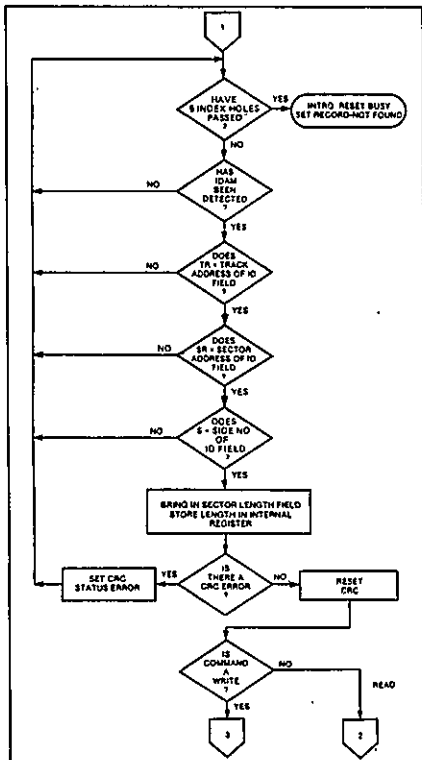 1
HAVE
5 INDEX HOLES
PASSED
?
YES
INTRQ RESET BUSY
SET RECORD-NOT FOUND
NO
HAS
IDAM
BEEN
DETECTED
?
NO
YES
DOES
TR = TRACK
ADDRESS OF ID
FIELD
?
NO
YES
DOES
SR = SECTOR
ADDRESS OF ID
FIELD
?
NO
YES
DOES
S = SIDE NO
OF
ID FIELD
?
NO
YES
BRING IN SECTOR LENGTH FIELD
STORE LENGTH IN INTERNAL
REGISTER
IS
THERE A
CRC ERROR
?
YES
SET CRC
STATUS ERROR
NO
RESET
CRC
IS
COMMAND
A
WRITE
?
NO
READ
YES
3
2